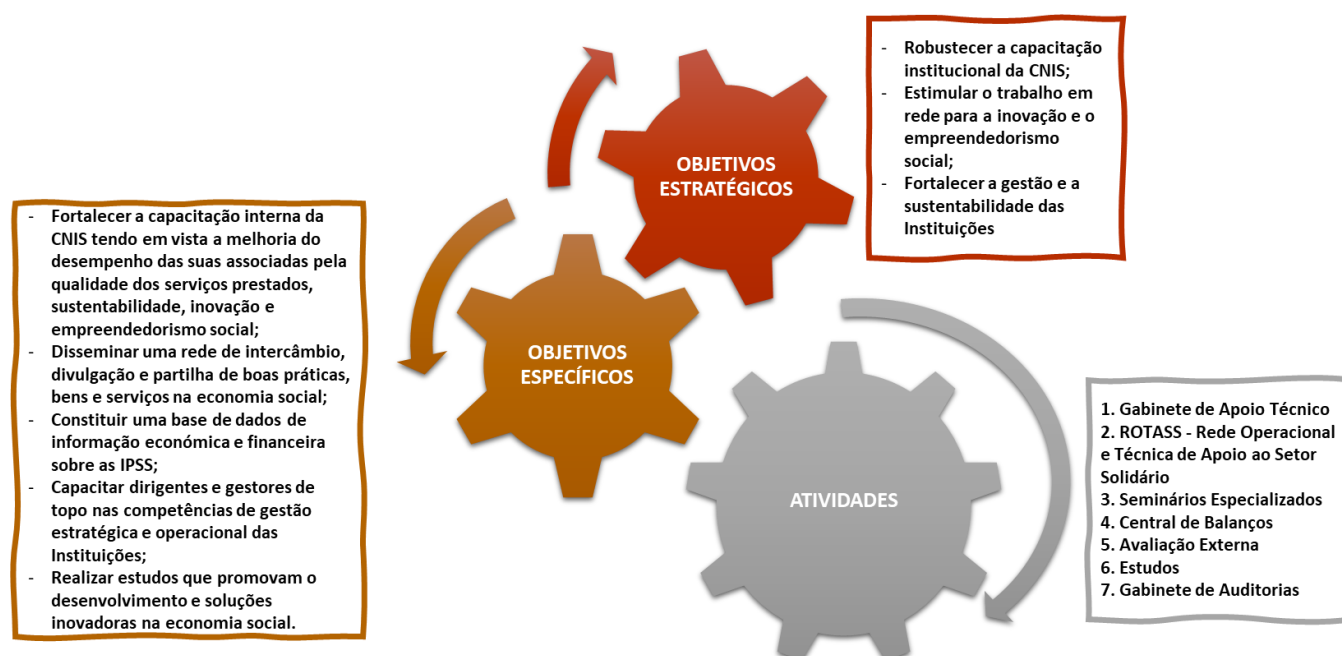 - Robustecer a capacitação
institucional da CNIS;
- Estimular o trabalho em
rede para a inovação e o
empreendedorismo
social;
- Fortalecer a gestão e a
sustentabilidade das
Instituições
OBJETIVOS
ESTRATÉGICOS
- Fortalecer a capacitação interna da
CNIS tendo em vista a melhoria do
desempenho das suas associadas pela
qualidade dos serviços prestados,
sustentabilidade, inovação e
empreendedorismo social;
- Disseminar uma rede de intercâmbio,
divulgação e partilha de boas práticas,
bens e serviços na economia social;
- Constituir uma base de dados de
informação económica e financeira
sobre as IPSS;
- Capacitar dirigentes e gestores de
topo nas competências de gestão
estratégica e operacional das
Instituições;
- Realizar estudos que promovam o
desenvolvimento e soluções
inovadoras na economia social.
OBJETIVOS
ESPECÍFICOS
ATIVIDADES
1. Gabinete de Apoio Técnico
2. ROTASS - Rede Operacional
e Técnica de Apoio ao Setor
Solidário
3. Seminários Especializados
4. Central de Balanços
5. Avaliação Externa
6. Estudos
7. Gabinete de Auditorias